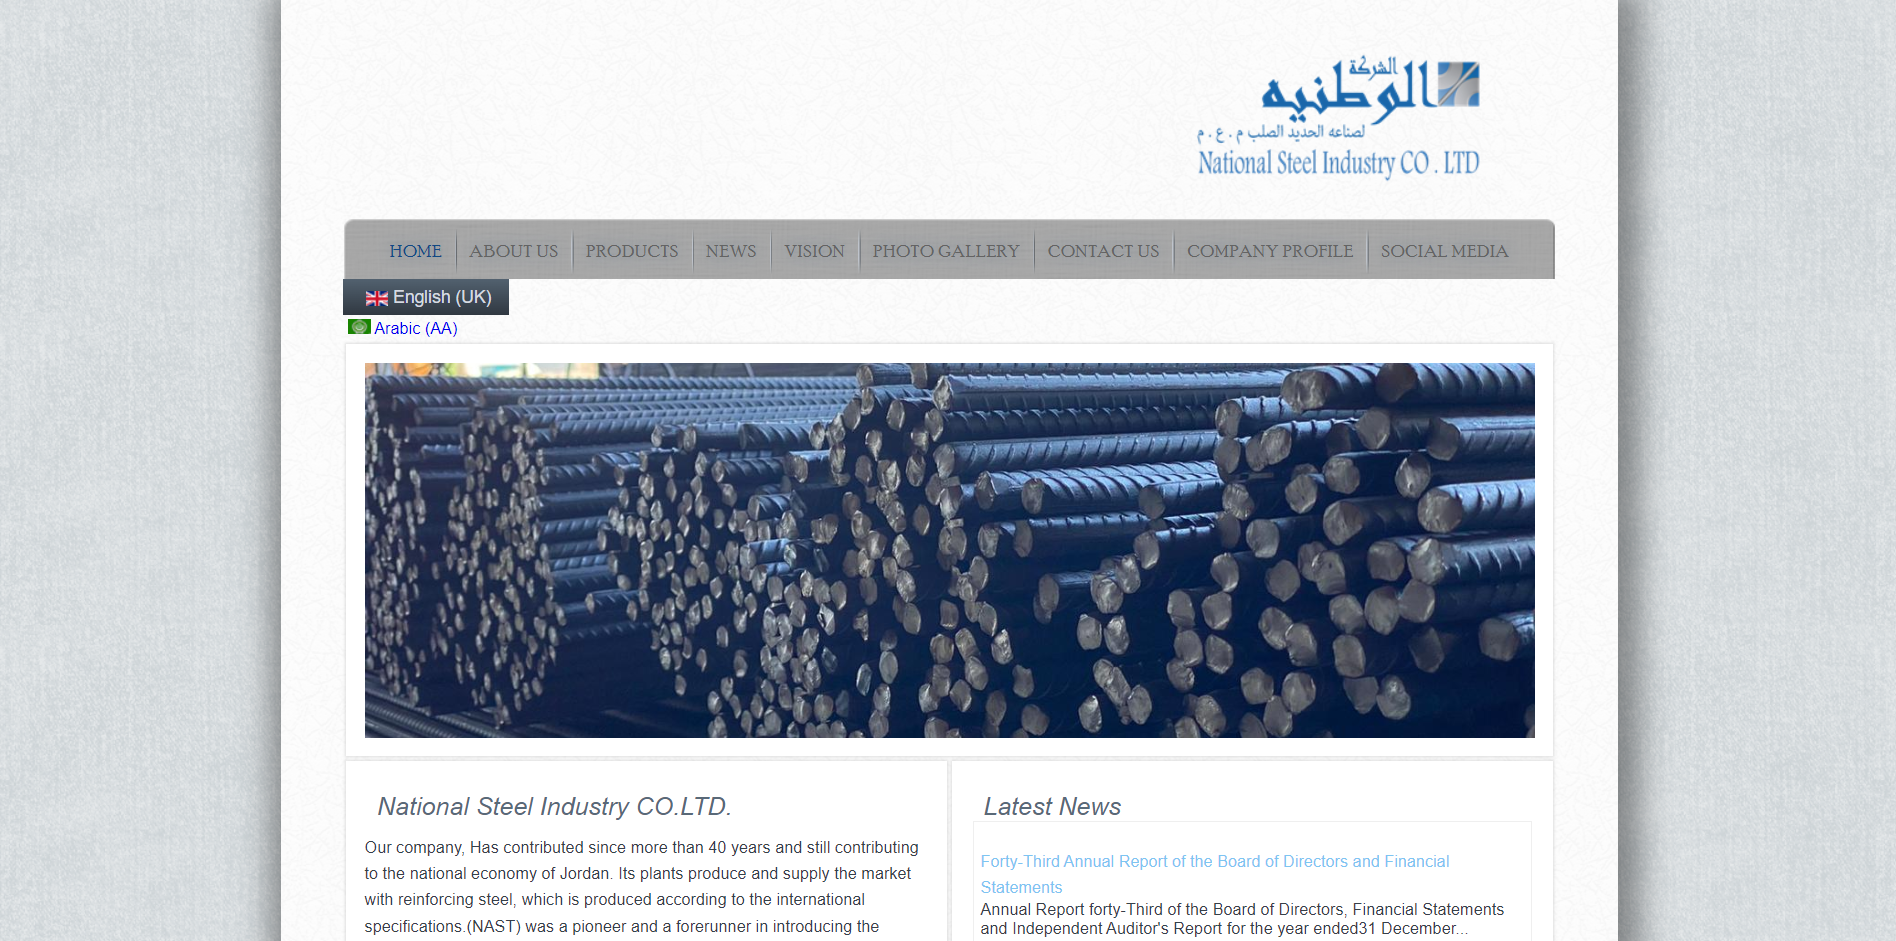 الشركة
الوطنيه
لصناعه الحديد الصلب م . ع . م
National Steel Industry CO . LTD
HOME
ABOUT US
PRODUCTS
NEWS
VISION
PHOTO GALLERY
CONTACT US
COMPANY PROFILE
SOCIAL MEDIA
English (UK)
Arabic (AA)
National Steel Industry CO.LTD.
Our company, Has contributed since more than 40 years and still contributing
to the national economy of Jordan. Its plants produce and supply the market
with reinforcing steel, which is produced according to the international
specifications.(NAST) was a pioneer and a forerunner in introducing the
Latest News
Forty-Third Annual Report of the Board of Directors and Financial
Statements
Annual Report forty-Third of the Board of Directors, Financial Statements
and Independent Auditor's Report for the year ended31 December...